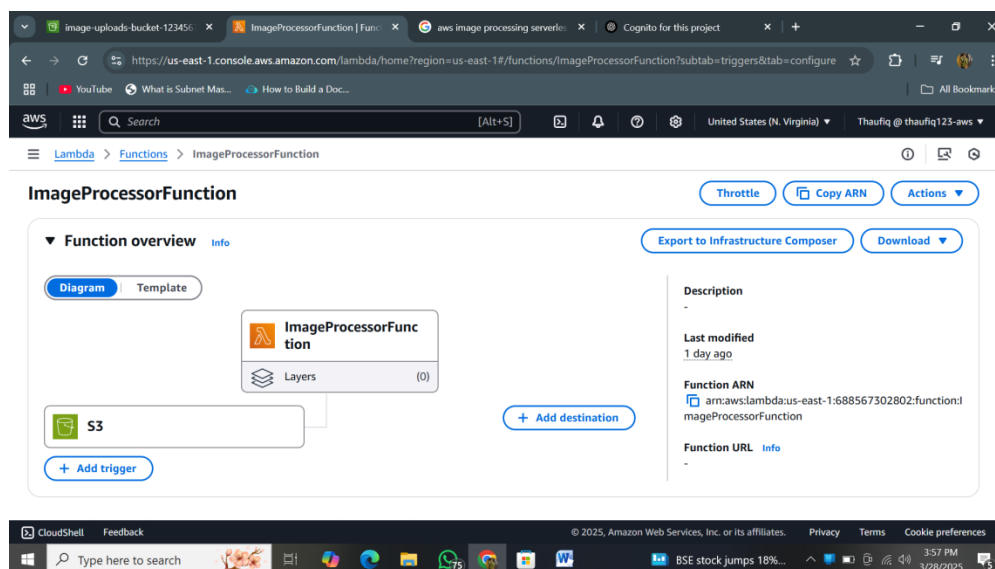 image-uploads-bucket-123456
ImageProcessorFunction | Func
aws image processing serverles
Cognito for this project
https://us-east-1.console.aws.amazon.com/lambda/home?region=us-east-1#/functions/ImageProcessorFunction?subtab=triggers&tab=configure
YouTube
What is Subnet Mas...
How to Build a Doc...
All Bookmark
aws
Search
[Alt+S]
United States (N. Virginia)
Thaufiq @ thaufiq123-aws
Lambda > Functions > ImageProcessorFunction
ImageProcessorFunction
Throttle
Copy ARN
Actions
Function overview Info
Export to Infrastructure Composer
Download
Diagram
Template
ImageProcessorFunc
tion
Layers (0)
S3
+ Add trigger
+ Add destination
Description
-
Last modified
1 day ago
Function ARN
arn:aws:lambda:us-east-1:688567302802:function:I
mageProcessorFunction
Function URL Info
-
CloudShell Feedback
© 2025, Amazon Web Services, Inc. or its affiliates.
Privacy Terms Cookie preferences
Type here to search
75
BSE stock jumps 18%...
3:57 PM
3/28/2025
5